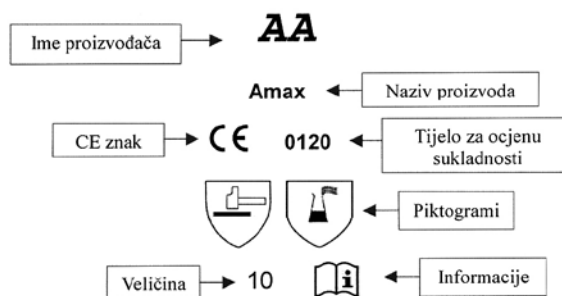 AA
Ime proizvođača
Amax
Naziv proizvoda
CE znak
CE
0120
Tijelo za ocjenu
sukladnosti
Piktogrami
Veličina
10
i
Informacije